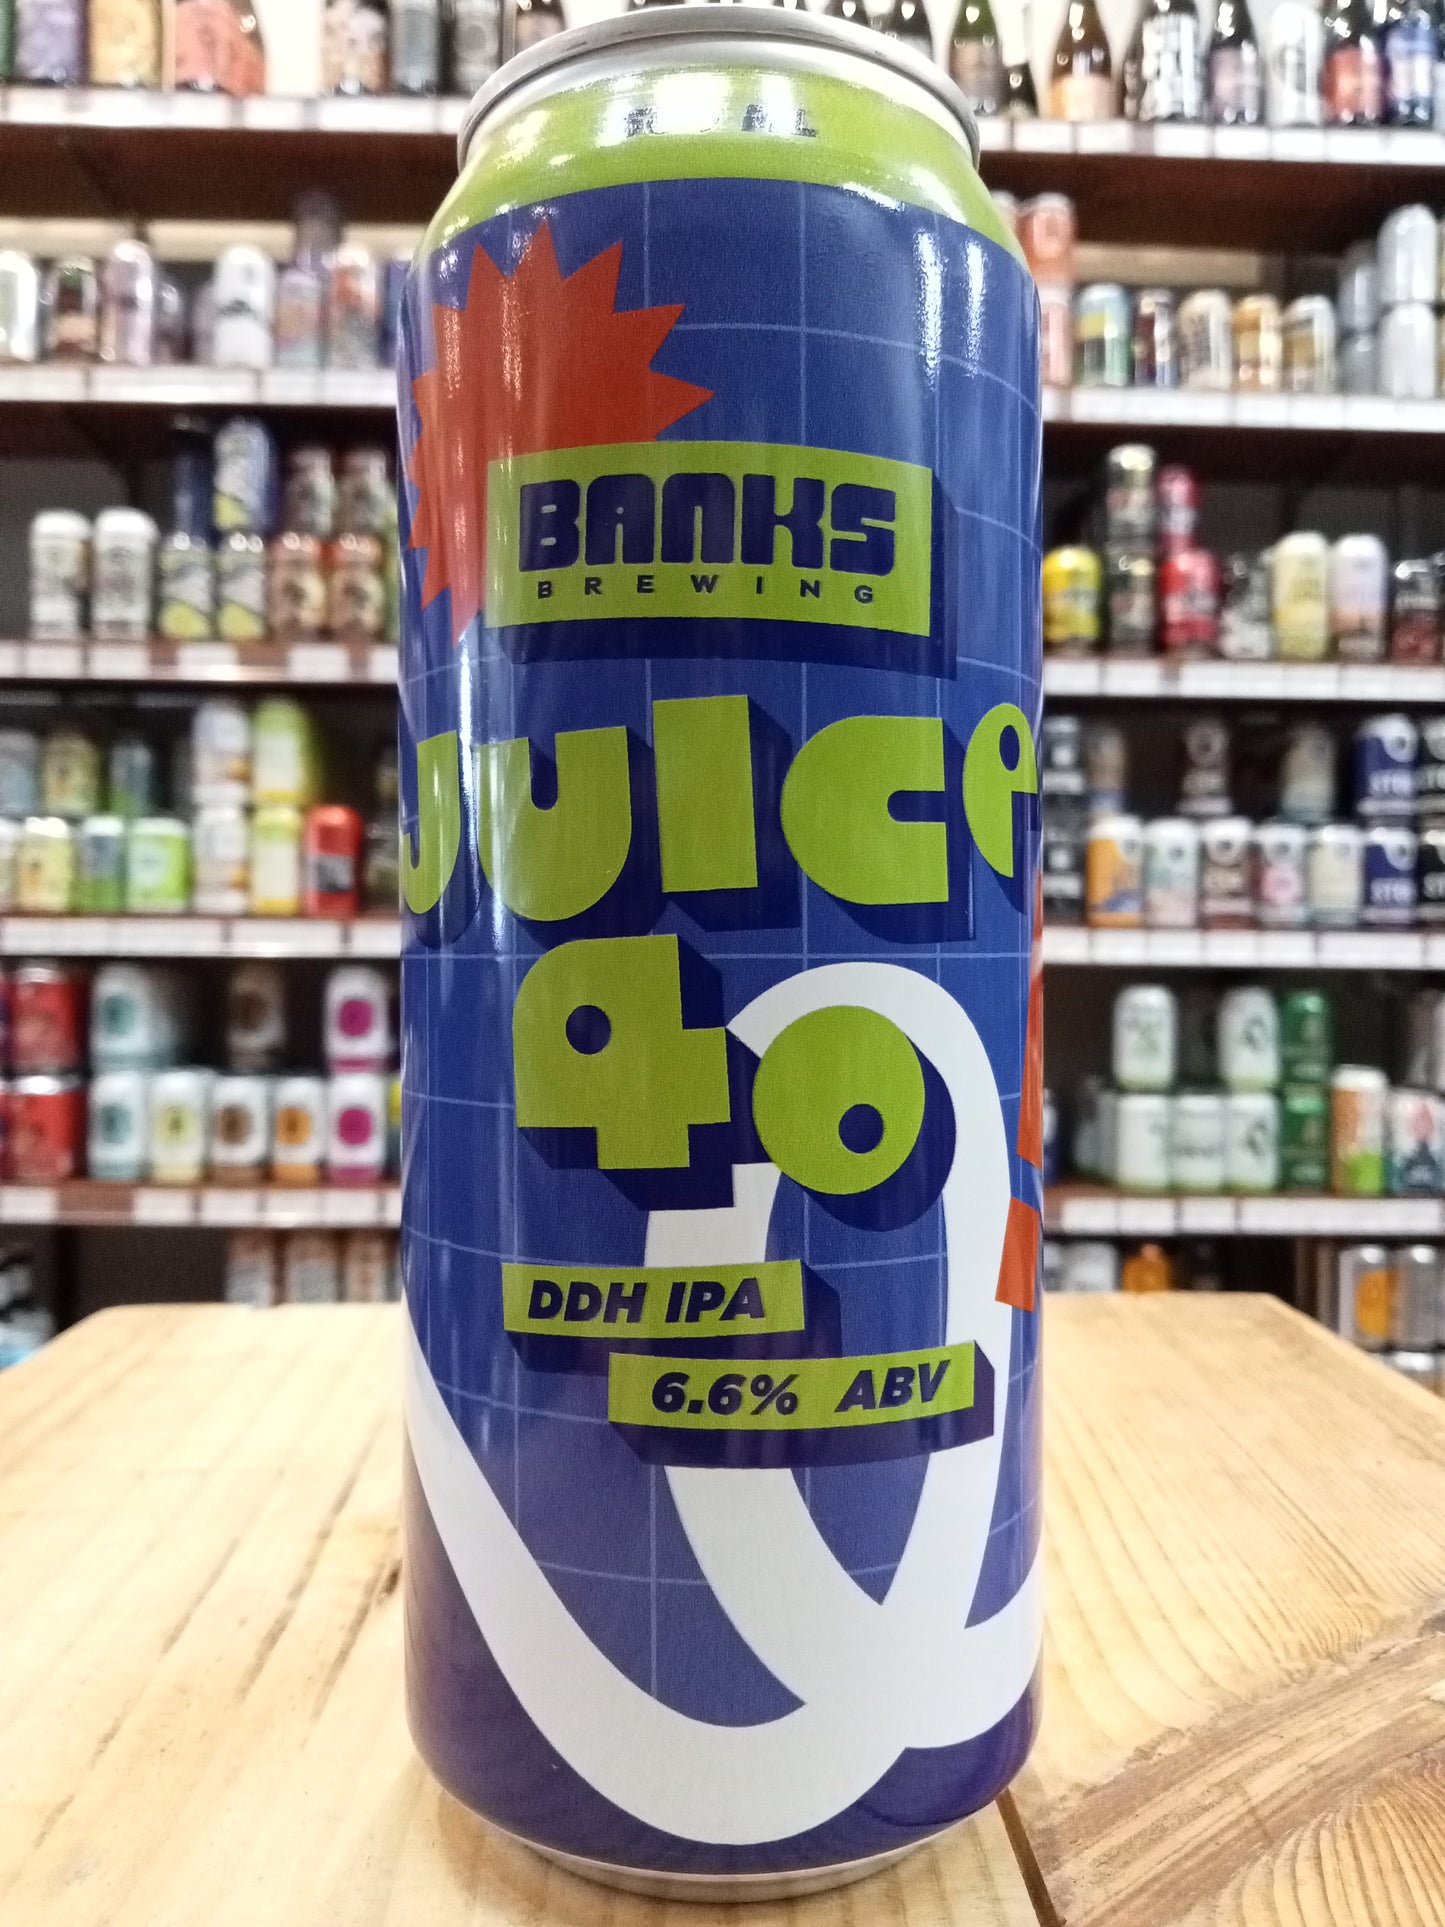 BANKS
BREWING
JUICE
40
DDH IPA
6.6% ABV